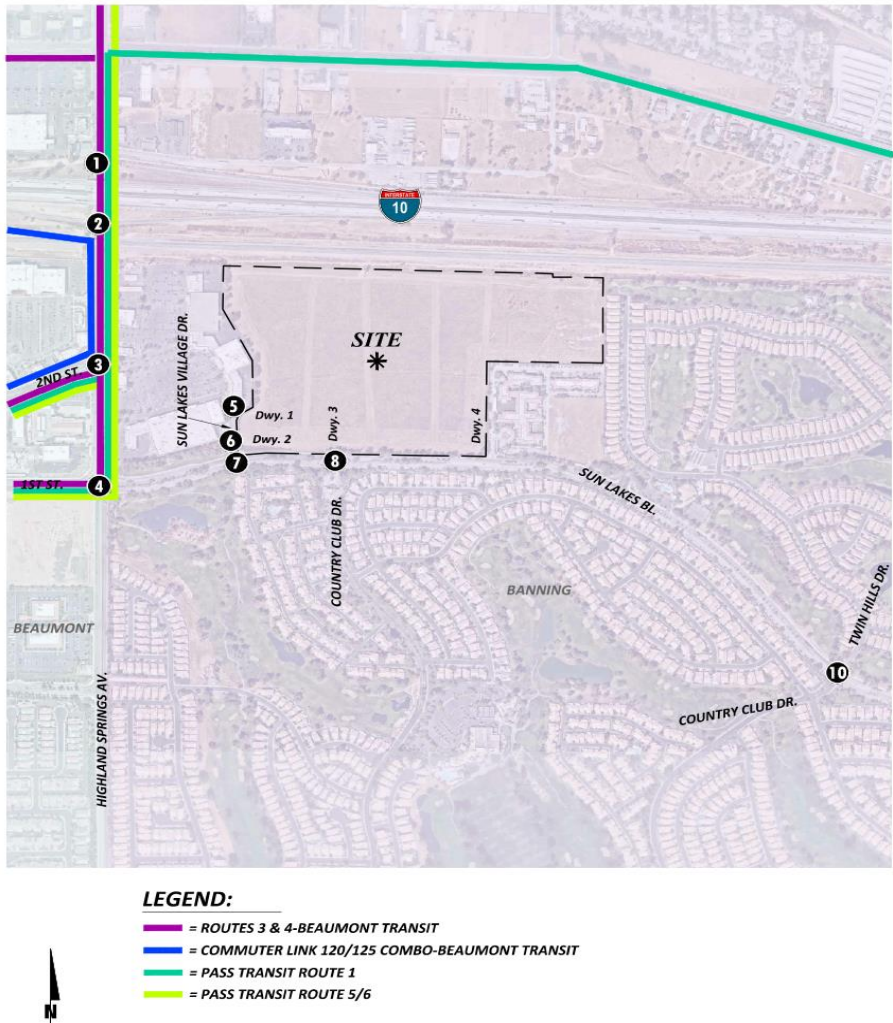 1
INTERSTATE
10
2
SUN LAKES VILLAGE DR.
SITE
3
2ND ST.
5
Dwy. 1
Dwy. 3
Dwy. 4
6
Dwy. 2
7
8
1ST ST.
4
SUN LAKES BL.
COUNTRY CLUB DR.
BANNING
TWIN HILLS DR.
BEAUMONT
10
HIGHLAND SPRINGS AV.
COUNTRY CLUB DR.
LEGEND:
= ROUTES 3 & 4-BEAUMONT TRANSIT
= COMMUTER LINK 120/125 COMBO-BEAUMONT TRANSIT
= PASS TRANSIT ROUTE 1
= PASS TRANSIT ROUTE 5/6
N